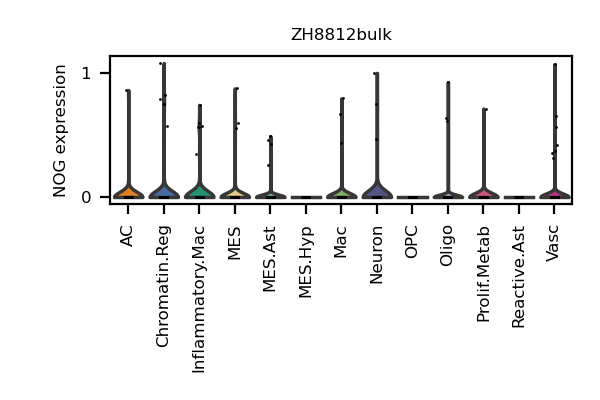 ZH8812bulk
NOG expression
1
0
AC
Chromatin.Reg
Inflammatory.Mac
MES
MES.Ast
MES.Hyp
Mac
Neuron
OPC
Oligo
Prolif.Metab
Reactive.Ast
Vasc